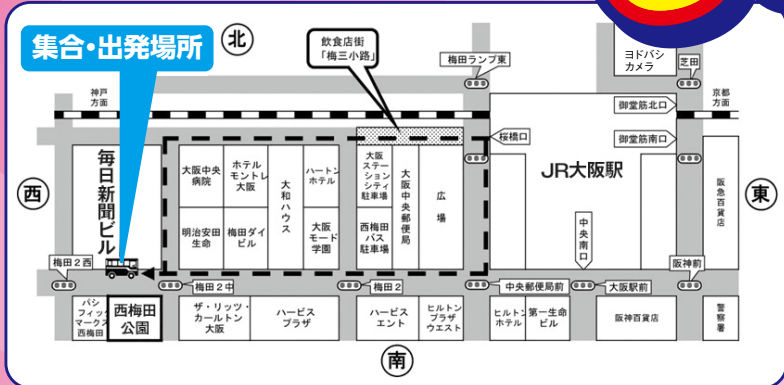 集合・出発場所
北
飲食店街
「梅三小路」
梅田ランプ東
ヨドバシ
カメラ
芝田
神戸
方面
京都
方面
御堂筋北口
桜橋口
御堂筋南口
西
毎日新聞ビル
大阪中央
病院
ホテル
モントレ
大阪
大和ハウス
ハートン
ホテル
大阪
ステー
ション
シティ
駐車場
大阪中央郵便局
広場
JR大阪駅
阪急百貨店
東
明治安田
生命
梅田ダイ
ビル
大阪
モード
学園
西梅田
バス
駐車場
中央南口
梅田2西
梅田2中
梅田2
中央郵便局前
大阪駅前
阪神前
パシ
フィック
マークス
西梅田
西梅田
公園
ザ・リッツ・
カールトン
大阪
ハービス
プラザ
ハービス
エント
ヒルトン
プラザ
ウエスト
ヒルトン
ホテル
第一生命
ビル
阪神百貨店
警察署
南